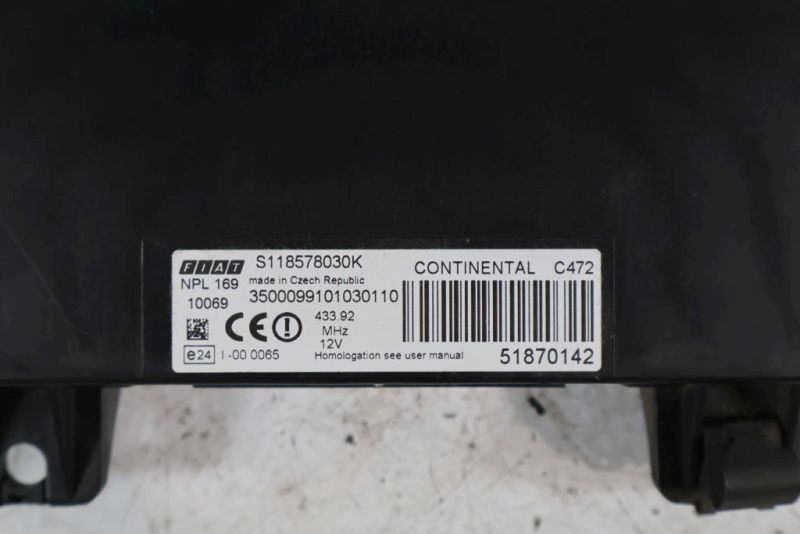 FIAT S118578030K CONTINENTAL C472
NPL 169 made in Czech Republic
10069 3500099101030110
CE 433.92
MHz
12V
e24 I-00 0065 Homologation see user manual 51870142